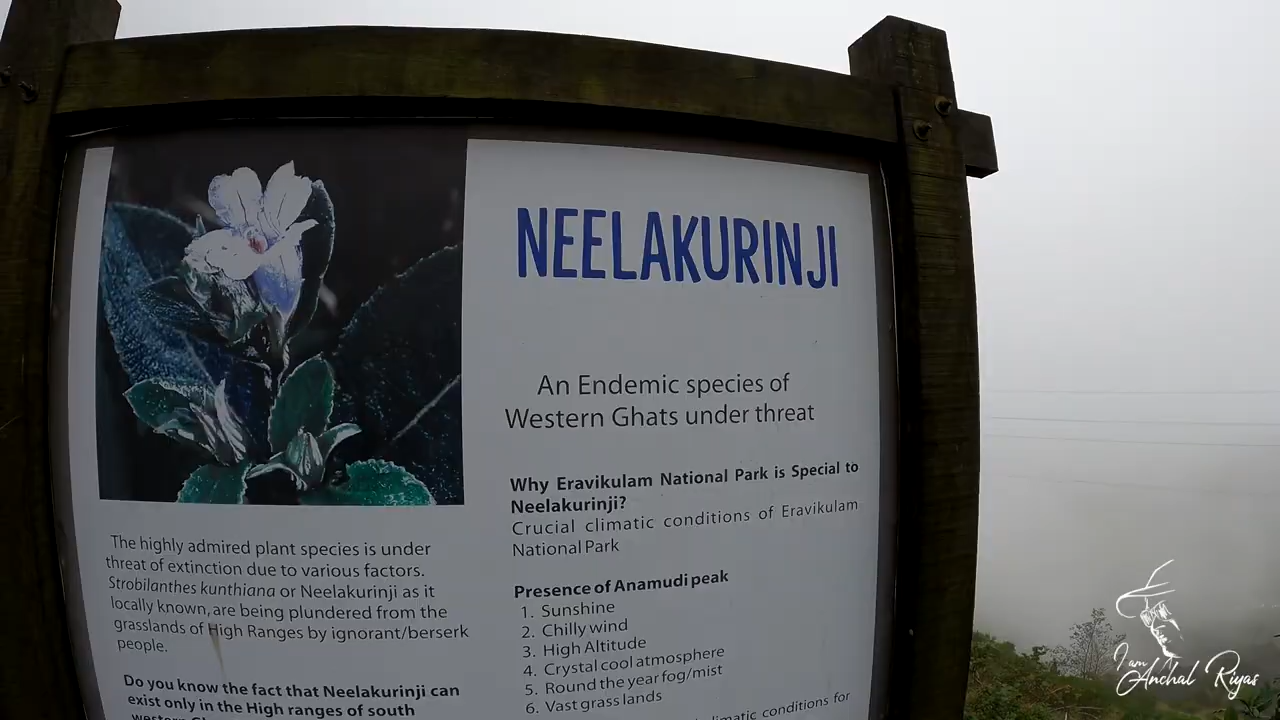 NEELAKURINJI
An Endemic species of
Western Ghats under threat
The highly admired plant species is under
threat of extinction due to various factors.
Strobilanthes kunthiana or Neelakurinji as it
locally known, are being plundered from the
grasslands of High Ranges by ignorant/berserk
people.
Do you know the fact that Neelakurinji can
exist only in the High ranges of south
western
Why Eravikulam National Park is Special to
Neelakurinji?
Crucial climatic conditions of Eravikulam
National Park
Presence of Anamudi peak
1. Sunshine
2. Chilly wind
3. High Altitude
4. Crystal cool atmosphere
5. Round the year fog/mist
6. Vast grass lands
climatic conditions for
I am
Anchal Riyas